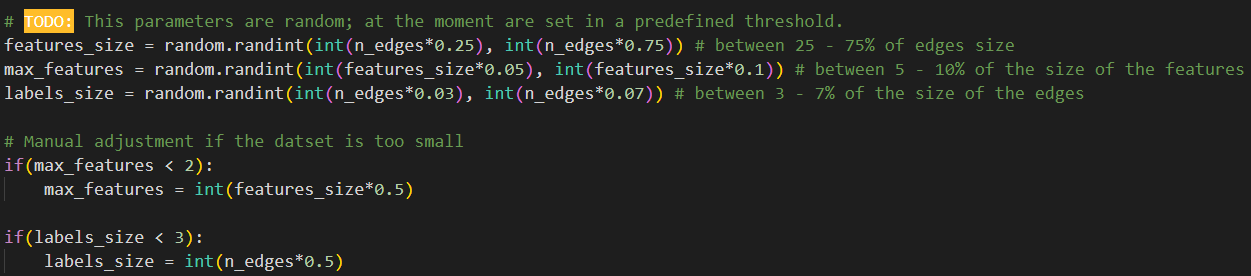 # TODO: This parameters are random; at the moment are set in a predefined threshold.
features_size = random.randint(int(n_edges*0.25), int(n_edges*0.75)) # between 25 - 75% of edges size
max_features = random.randint(int(features_size*0.05), int(features_size*0.1)) # between 5 - 10% of the size of the features
labels_size = random.randint(int(n_edges*0.03), int(n_edges*0.07)) # between 3 - 7% of the size of the edges

# Manual adjustment if the datset is too small
if(max_features < 2):
    max_features = int(features_size*0.5)

if(labels_size < 3):
    labels_size = int(n_edges*0.5)